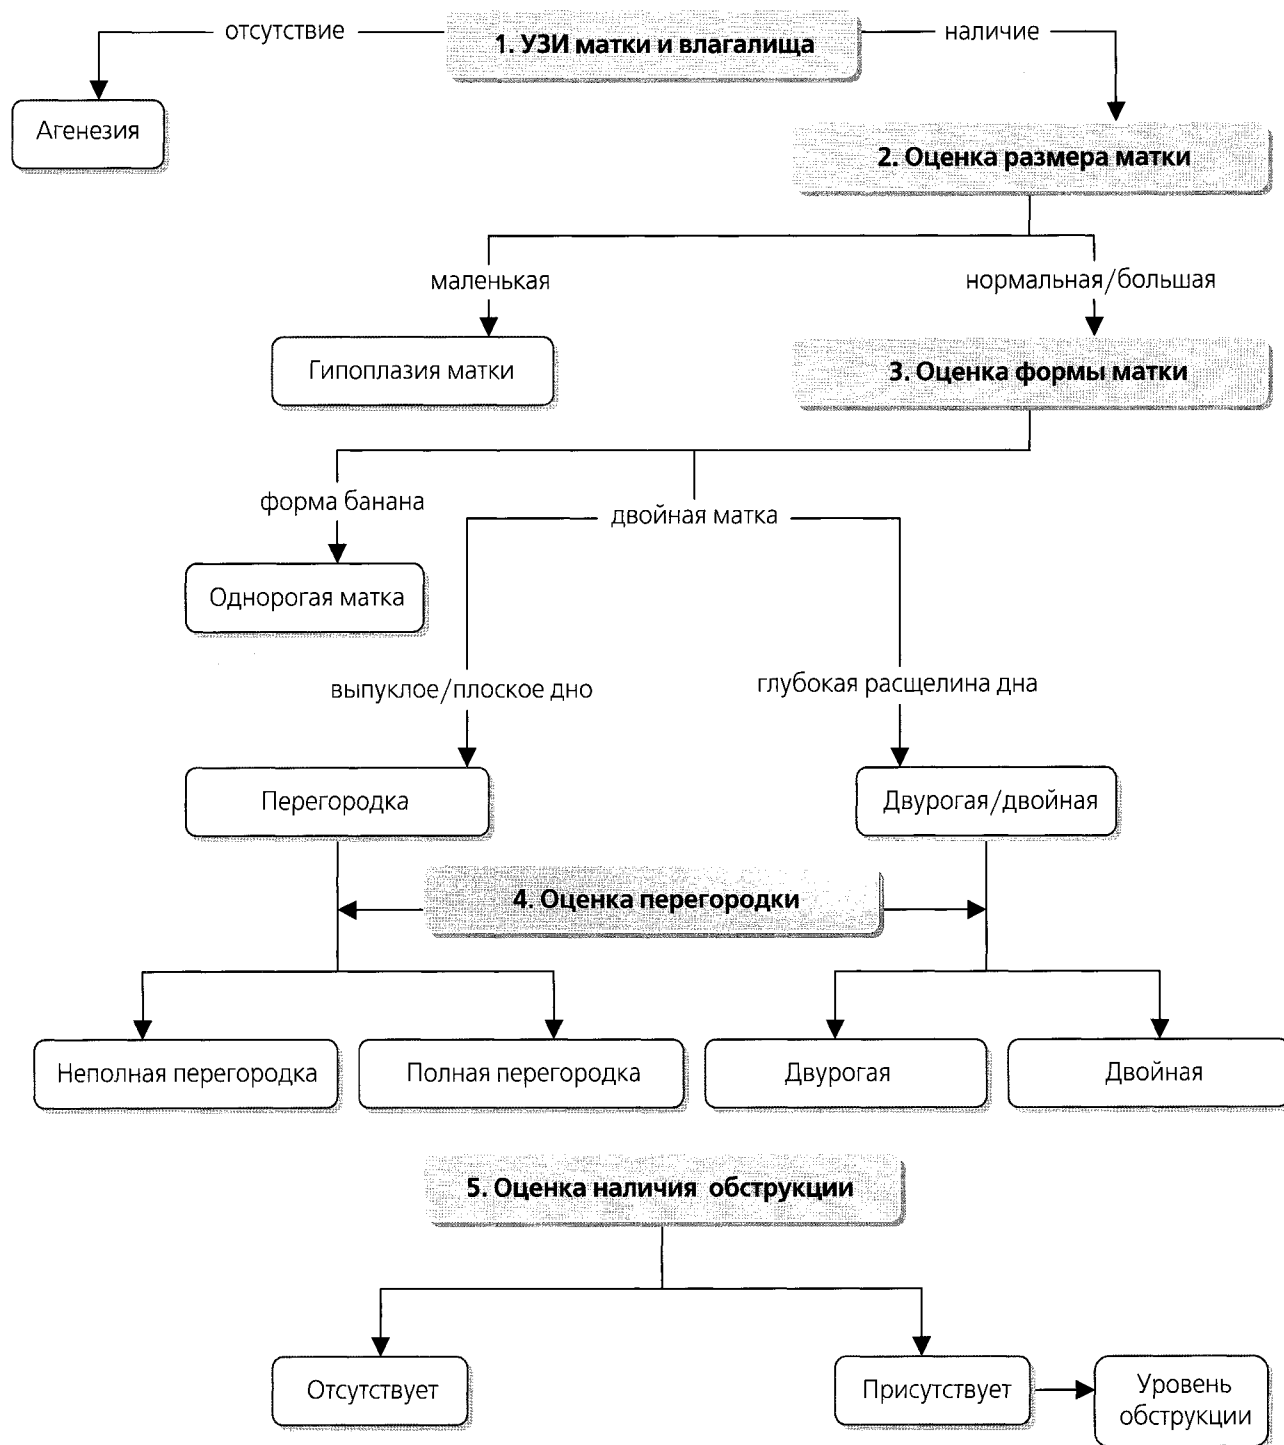 отсутствие
1. УЗИ матки и влагалища
наличие
Агенезия
2. Оценка размера матки
маленькая
нормальная/большая
Гипоплазия матки
3. Оценка формы матки
форма банана
двойная матка
Однорогая матка
выпуклое/плоское дно
глубокая расщелина дна
Перегородка
Двурогая/двойная
4. Оценка перегородки
Неполная перегородка
Полная перегородка
Двурогая
Двойная
5. Оценка наличия обструкции
Отсутствует
Присутствует
Уровень
обструкции